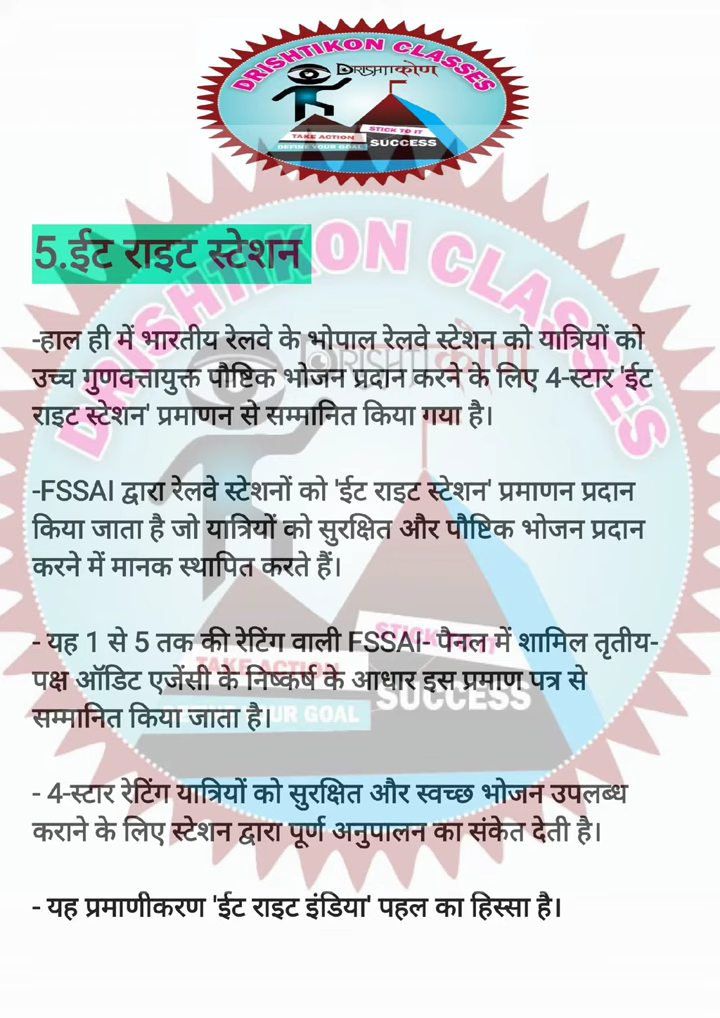 DRISHTIKON CLASSES
DRISHTIकोण
TAKE ACTION
STICK TO IT
DEFINE YOUR GOAL
SUCCESS
5.ईट राइट स्टेशन
-हाल ही में भारतीय रेलवे के भोपाल रेलवे स्टेशन को यात्रियों को
उच्च गुणवत्तायुक्त पौष्टिक भोजन प्रदान करने के लिए 4-स्टार 'ईट
राइट स्टेशन' प्रमाणन से सम्मानित किया गया है।
-FSSAI द्वारा रेलवे स्टेशनों को 'ईट राइट स्टेशन' प्रमाणन प्रदान
किया जाता है जो यात्रियों को सुरक्षित और पौष्टिक भोजन प्रदान
करने में मानक स्थापित करते हैं।
- यह 1 से 5 तक की रेटिंग वाली FSSAI- पैनल में शामिल तृतीय-
पक्ष ऑडिट एजेंसी के निष्कर्ष के आधार इस प्रमाण पत्र से
सम्मानित किया जाता है।
- 4-स्टार रेटिंग यात्रियों को सुरक्षित और स्वच्छ भोजन उपलब्ध
कराने के लिए स्टेशन द्वारा पूर्ण अनुपालन का संकेत देती है।
- यह प्रमाणीकरण 'ईट राइट इंडिया' पहल का हिस्सा है।